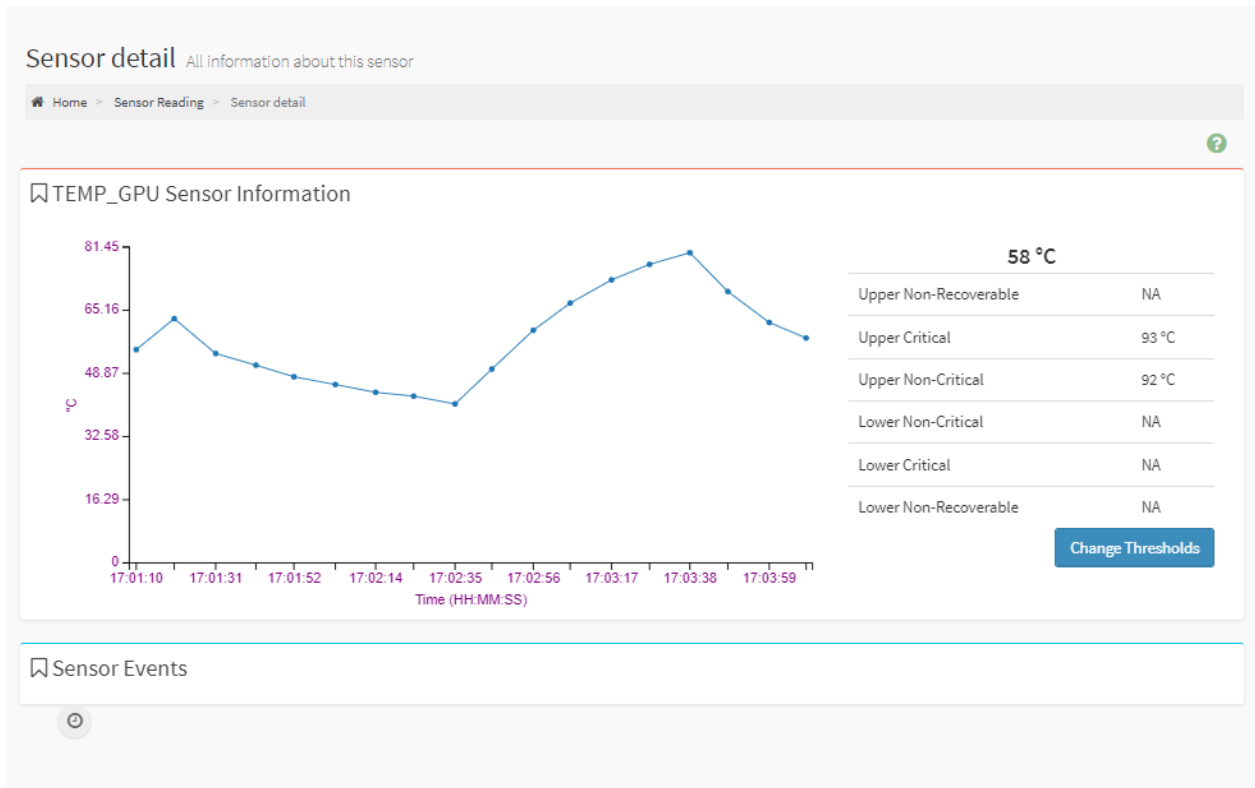 Sensor detail All information about this sensor
Home > Sensor Reading > Sensor detail
?
TEMP_GPU Sensor Information
81.45
65.16
48.87
32.58
16.29
0
°C
17:01:10 17:01:31 17:01:52 17:02:14 17:02:35 17:02:56 17:03:17 17:03:38 17:03:59
Time (HH:MM:SS)
58 °C
Upper Non-Recoverable NA
Upper Critical 93 °C
Upper Non-Critical 92 °C
Lower Non-Critical NA
Lower Critical NA
Lower Non-Recoverable NA
Change Thresholds
Sensor Events